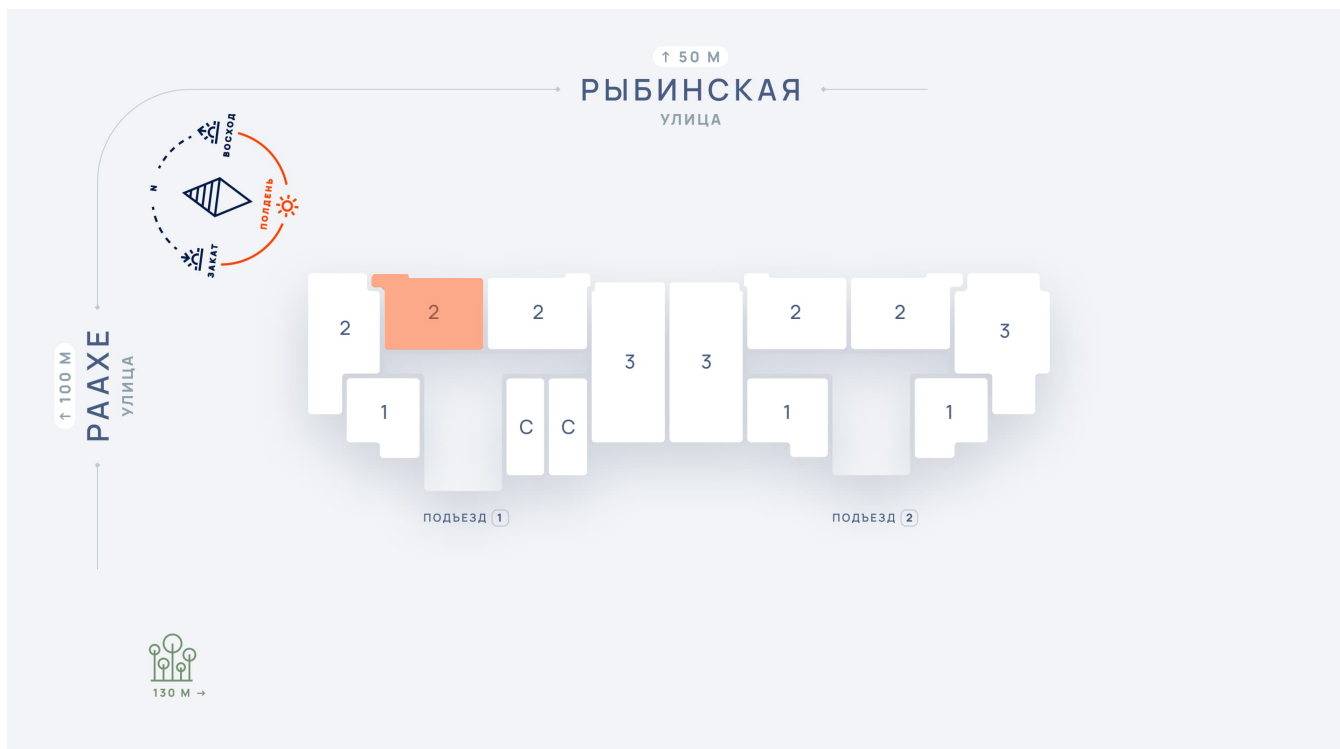 ↑ 50 М
РЫБИНСКАЯ
УЛИЦА
ВОСХОД
N
ПОЛДЕНЬ
ЗАКАТ
↑ 100 М
РААХЕ
УЛИЦА
2
2
2
3
3
2
2
3
1
С
С
1
1
ПОДЪЕЗД 1
ПОДЪЕЗД 2
130 М →